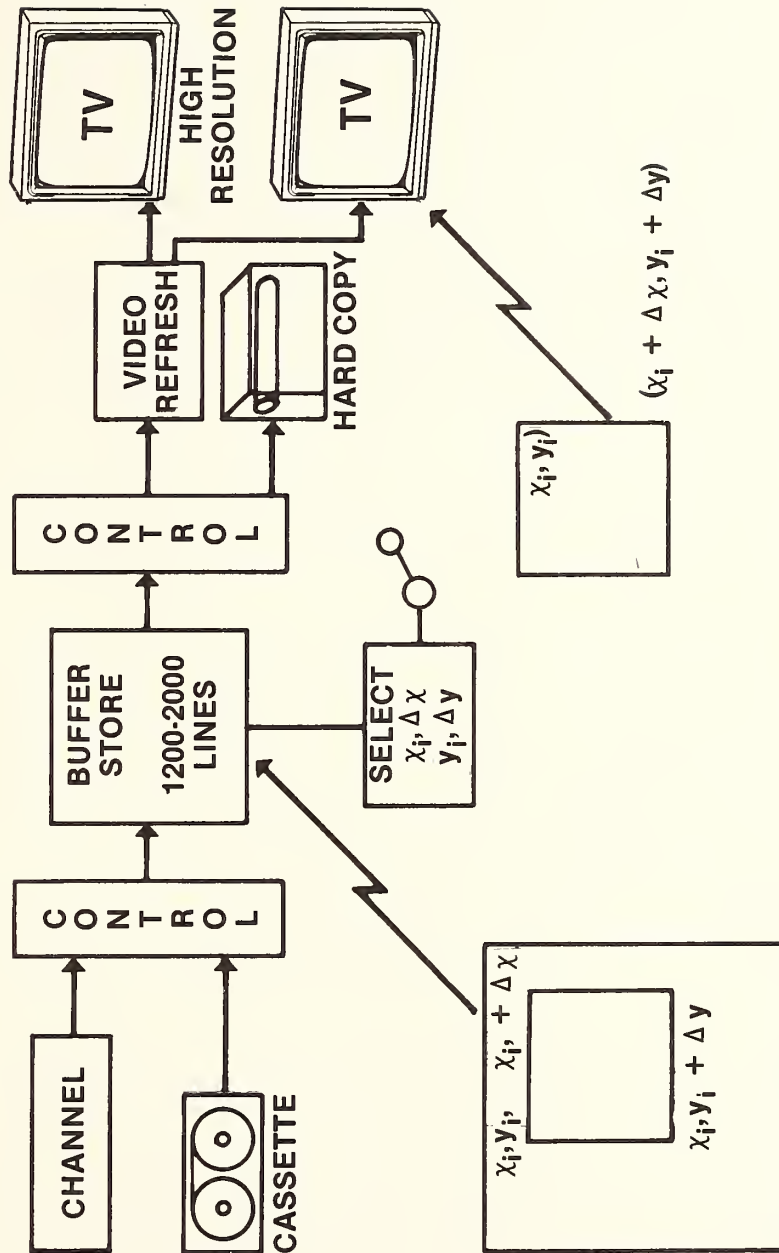 CHANNEL
CASSETTE
CONTROL
BUFFER
STORE
1200-2000
LINES
SELECT
χi, Δχ
yi, Δy
CONTROL
VIDEO
REFRESH
HARD COPY
TV
HIGH
RESOLUTION
TV
χi, yi, χi, + Δχ
χi, yi + Δy
χi, yi)
(χi + Δχ, yi + Δy)